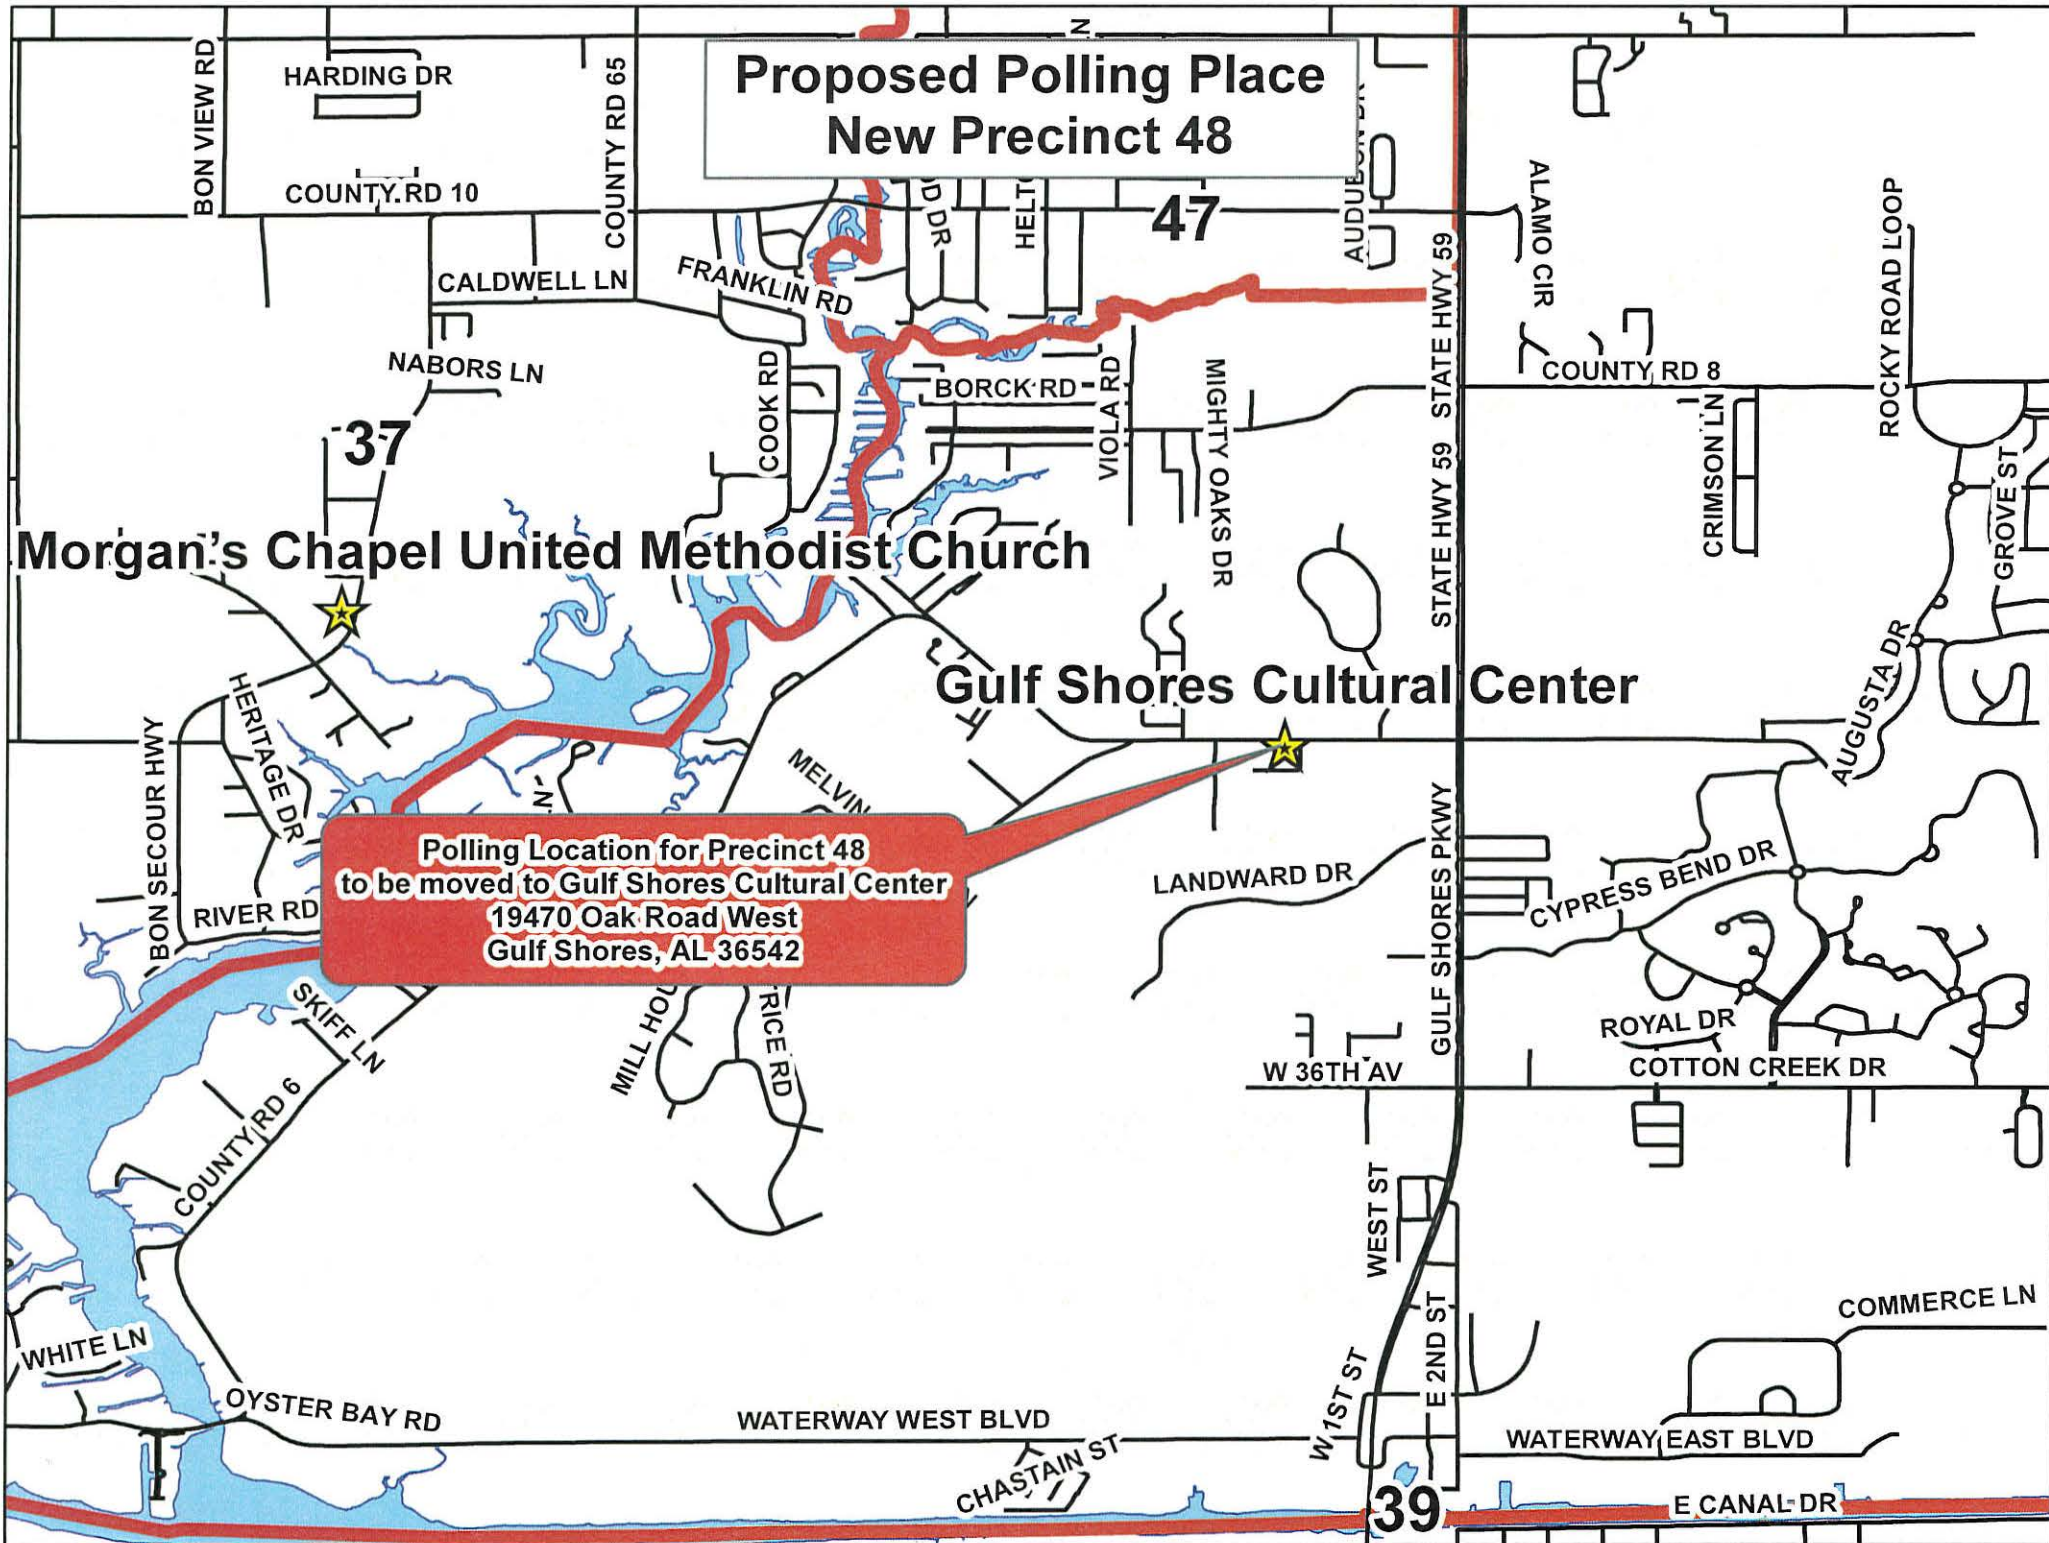 Proposed Polling Place
New Precinct 48
N
BON VIEW RD
HARDING DR
COUNTY RD 65
COUNTY RD 10
OD DR
HELTO
47
AUDUBON DR
ALAMO CIR
ROCKY ROAD LOOP
CALDWELL LN
FRANKLIN RD
STATE HWY 59
NABORS LN
COOK RD
BORCK RD
VIOLA RD
MIGHTY OAKS DR
COUNTY RD 8
CRIMSON LN
GROVE ST
37
STATE HWY 59
Morgan's Chapel United Methodist Church
Gulf Shores Cultural Center
HERITAGE DR
BON SECOUR HWY
AUGUSTA DR
MELVIN
N
Polling Location for Precinct 48
to be moved to Gulf Shores Cultural Center
19470 Oak Road West
Gulf Shores, AL 36542
RIVER RD
LANDWARD DR
GULF SHORES PKWY
CYPRESS BEND DR
SKIFF LN
MILL HOU
RICE RD
ROYAL DR
W 36TH AV
COTTON CREEK DR
COUNTY RD 6
WEST ST
E 2ND ST
COMMERCE LN
WHITE LN
OYSTER BAY RD
WATERWAY WEST BLVD
W 1ST ST
WATERWAY EAST BLVD
CHASTAIN ST
39
E CANAL DR